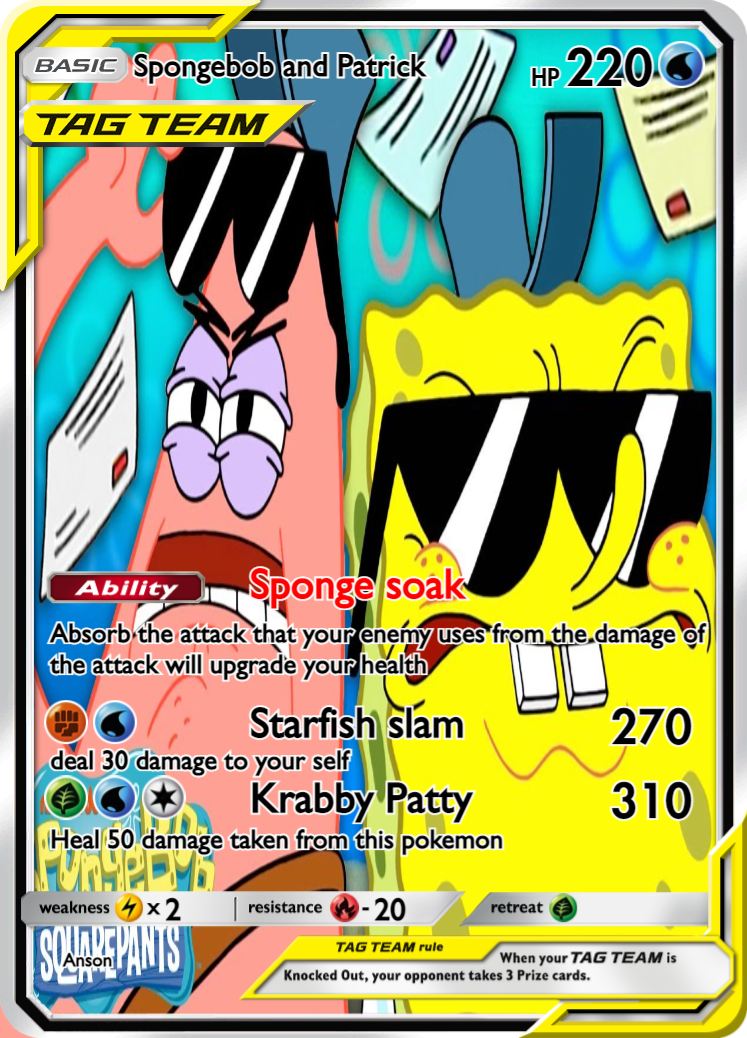 BASIC Spongebob and Patrick HP 220
TAG TEAM
Ability Sponge soak
Absorb the attack that your enemy uses from the damage of
the attack will upgrade your health
Starfish slam 270
deal 30 damage to your self
Krabby Patty 310
Heal 50 damage taken from this pokemon
weakness x2 resistance -20 retreat
SpongeBob
SQUAREPANTS
Anson
TAG TEAM rule
When your TAG TEAM is
Knocked Out, your opponent takes 3 Prize cards.